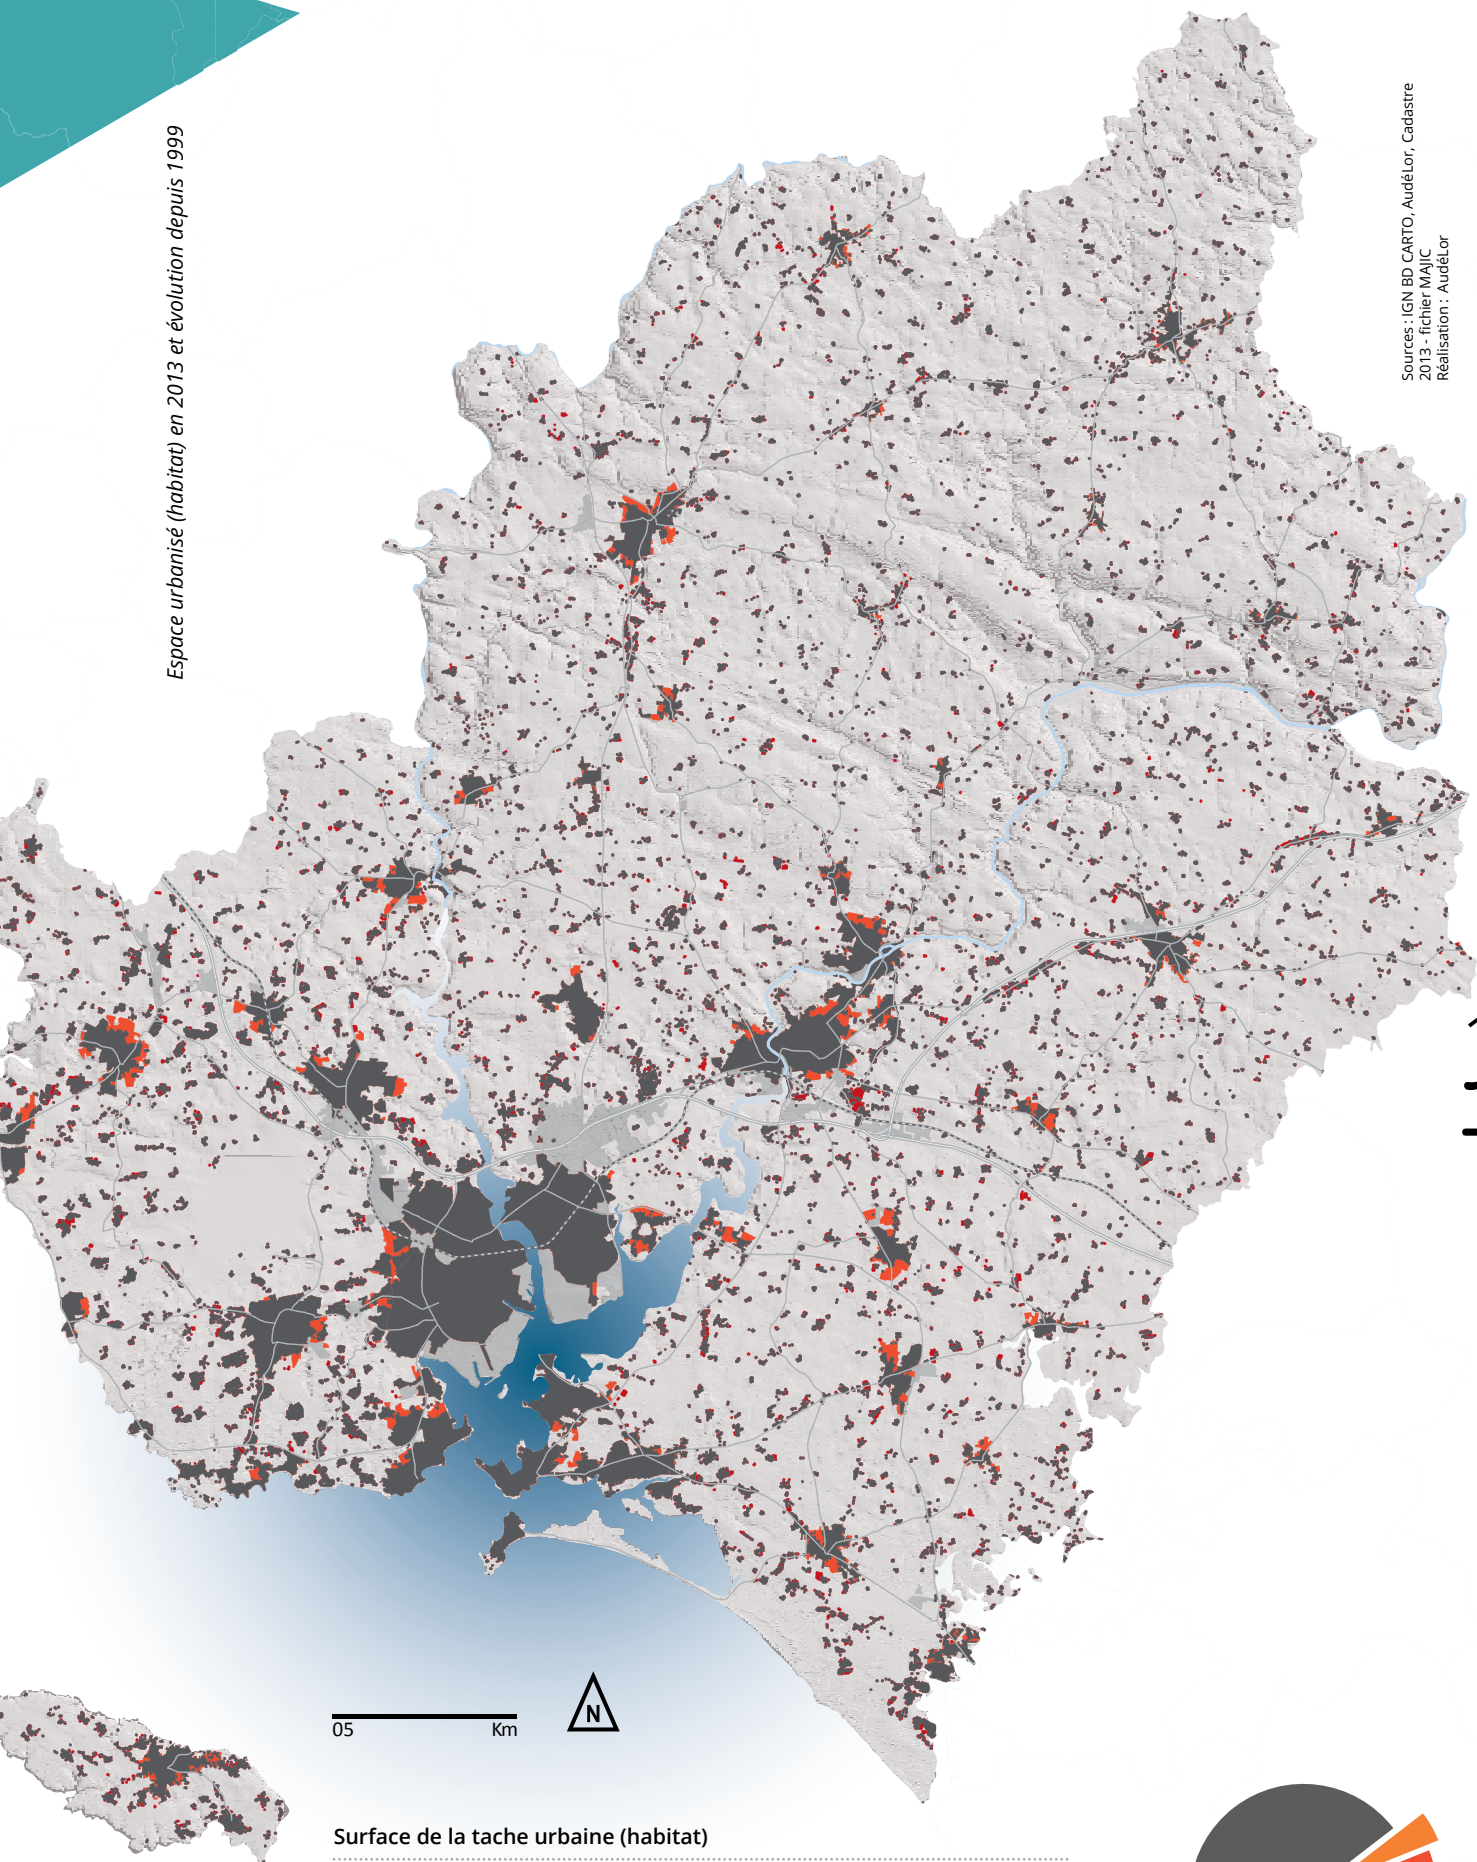 Espace urbanisé (habitat) en 2013 et évolution depuis 1999
Sources : IGN BD CARTO, AudéLor, Cadastre
2013 - fichier MAJIC
Réalisation : AudéLor
N
05 Km
Surface de la tache urbaine (habitat)